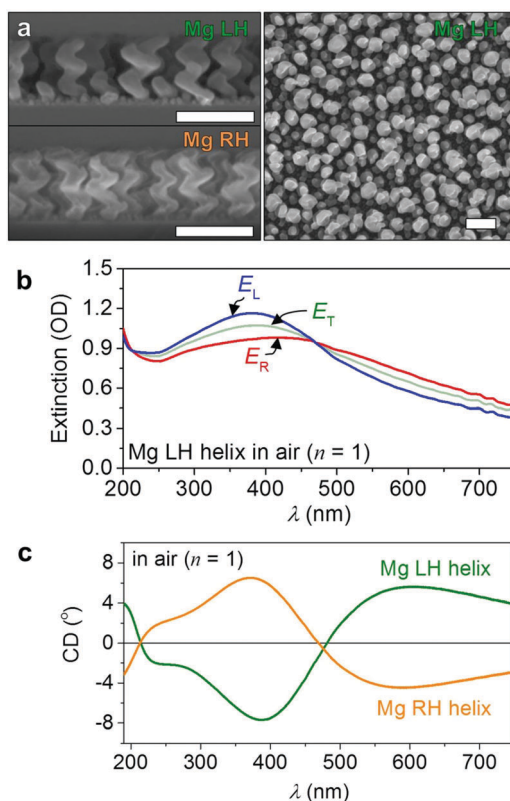 a
Mg LH
Mg RH
Mg LH
b
1.5
1.2
0.9
0.6
0.3
0.0
Extinction (OD)
E_L
E_T
E_R
Mg LH helix in air (n = 1)
200 300 400 500 600 700
λ (nm)
c
8
4
0
-4
-8
CD (°)
in air (n = 1)
Mg LH helix
Mg RH helix
200 300 400 500 600 700
λ (nm)